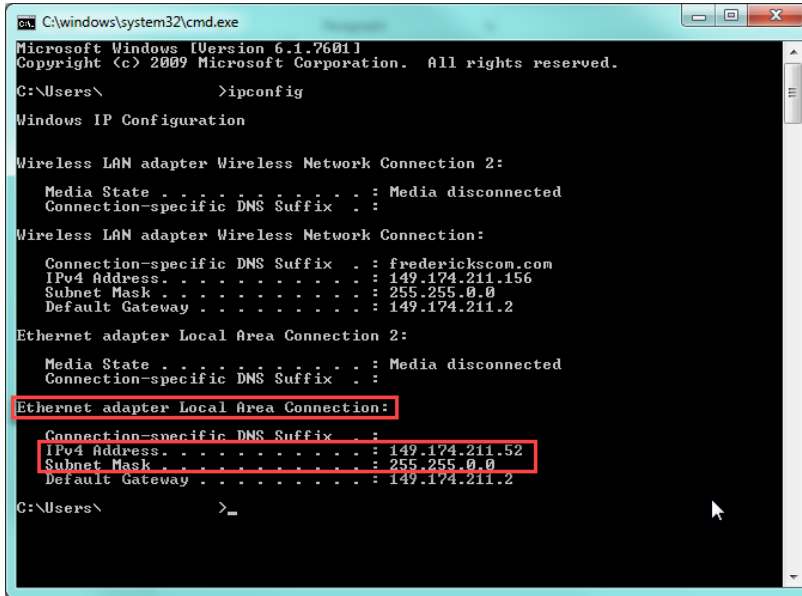 C:\windows\system32\cmd.exe
Microsoft Windows [Version 6.1.7601]
Copyright (c) 2009 Microsoft Corporation.  All rights reserved.
C:\Users\            >ipconfig
Windows IP Configuration
Wireless LAN adapter Wireless Network Connection 2:
   Media State . . . . . . . . . . . : Media disconnected
   Connection-specific DNS Suffix  . :
Wireless LAN adapter Wireless Network Connection:
   Connection-specific DNS Suffix  . : frederickscom.com
   IPv4 Address. . . . . . . . . . . : 149.174.211.156
   Subnet Mask . . . . . . . . . . . : 255.255.0.0
   Default Gateway . . . . . . . . . : 149.174.211.2
Ethernet adapter Local Area Connection 2:
   Media State . . . . . . . . . . . : Media disconnected
   Connection-specific DNS Suffix  . :
Ethernet adapter Local Area Connection:
   Connection-specific DNS Suffix  . :
   IPv4 Address. . . . . . . . . . . : 149.174.211.52
   Subnet Mask . . . . . . . . . . . : 255.255.0.0
   Default Gateway . . . . . . . . . : 149.174.211.2
C:\Users\            >_